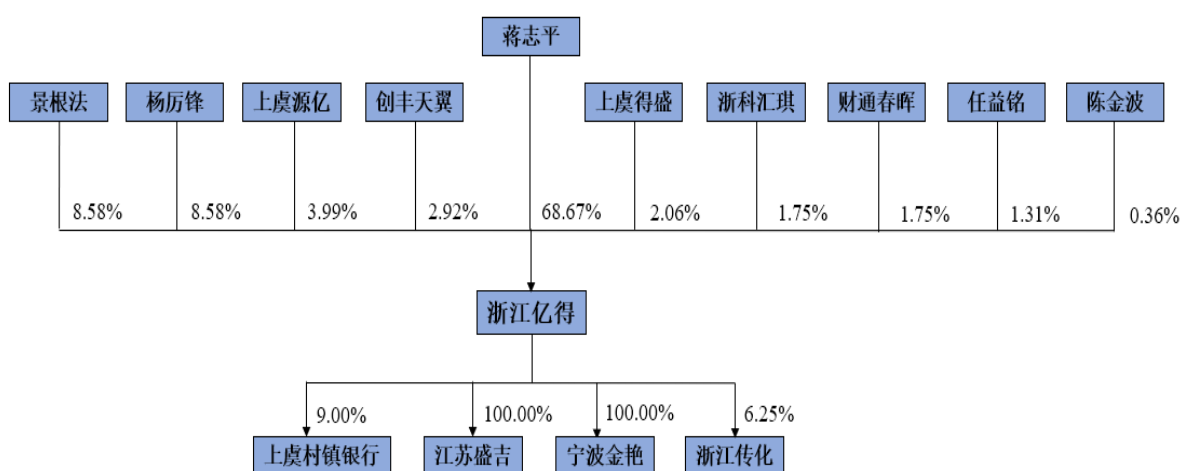 蒋志平
景根法
杨厉锋
上虞源亿
创丰天翼
上虞得盛
浙科汇琪
财通春晖
任益铭
陈金波
8.58%
8.58%
3.99%
2.92%
68.67%
2.06%
1.75%
1.75%
1.31%
0.36%
浙江亿得
9.00%
100.00%
100.00%
6.25%
上虞村镇银行
江苏盛吉
宁波金艳
浙江传化